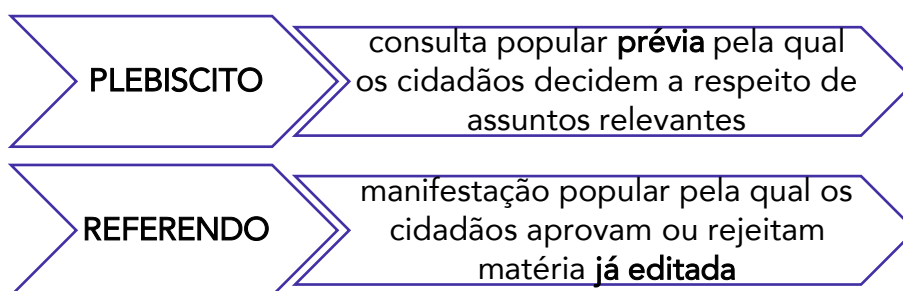 PLEBISCITO
consulta popular prévia pela qual
os cidadãos decidem a respeito de
assuntos relevantes
REFERENDO
manifestação popular pela qual os
cidadãos aprovam ou rejeitam
matéria já editada